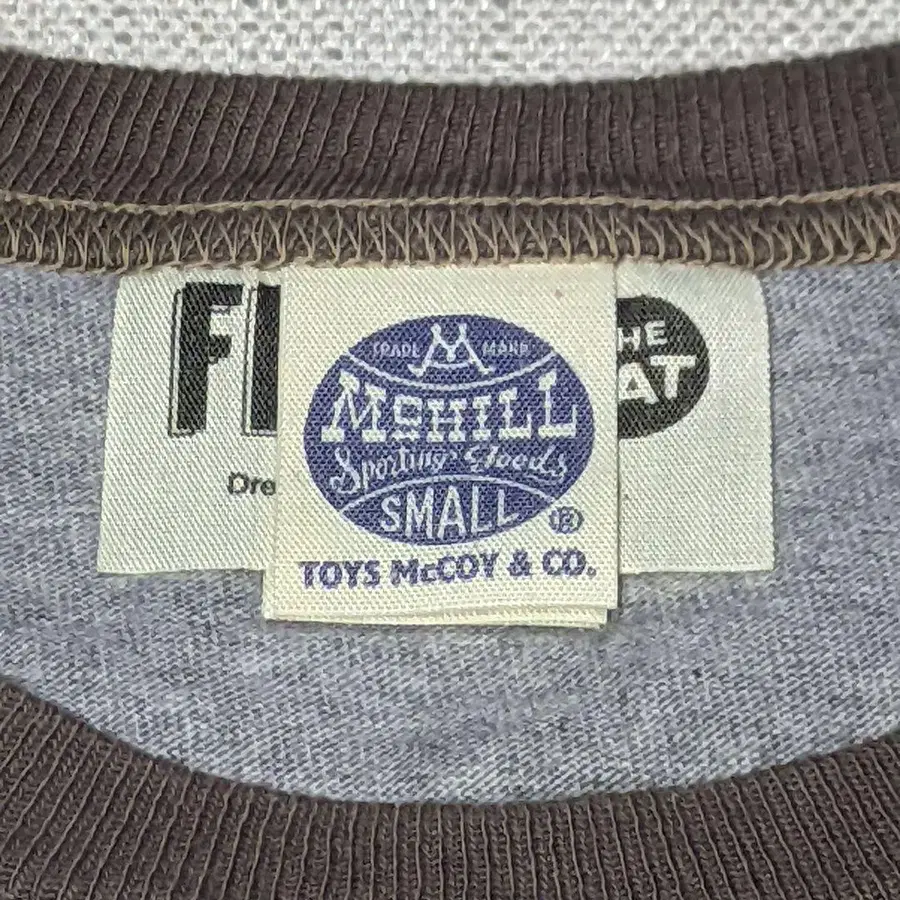 TRADE MARK
M
McHILL
Sporting Goods
SMALL ®
TOYS McCOY & CO.
FI
Dre
HE
AT